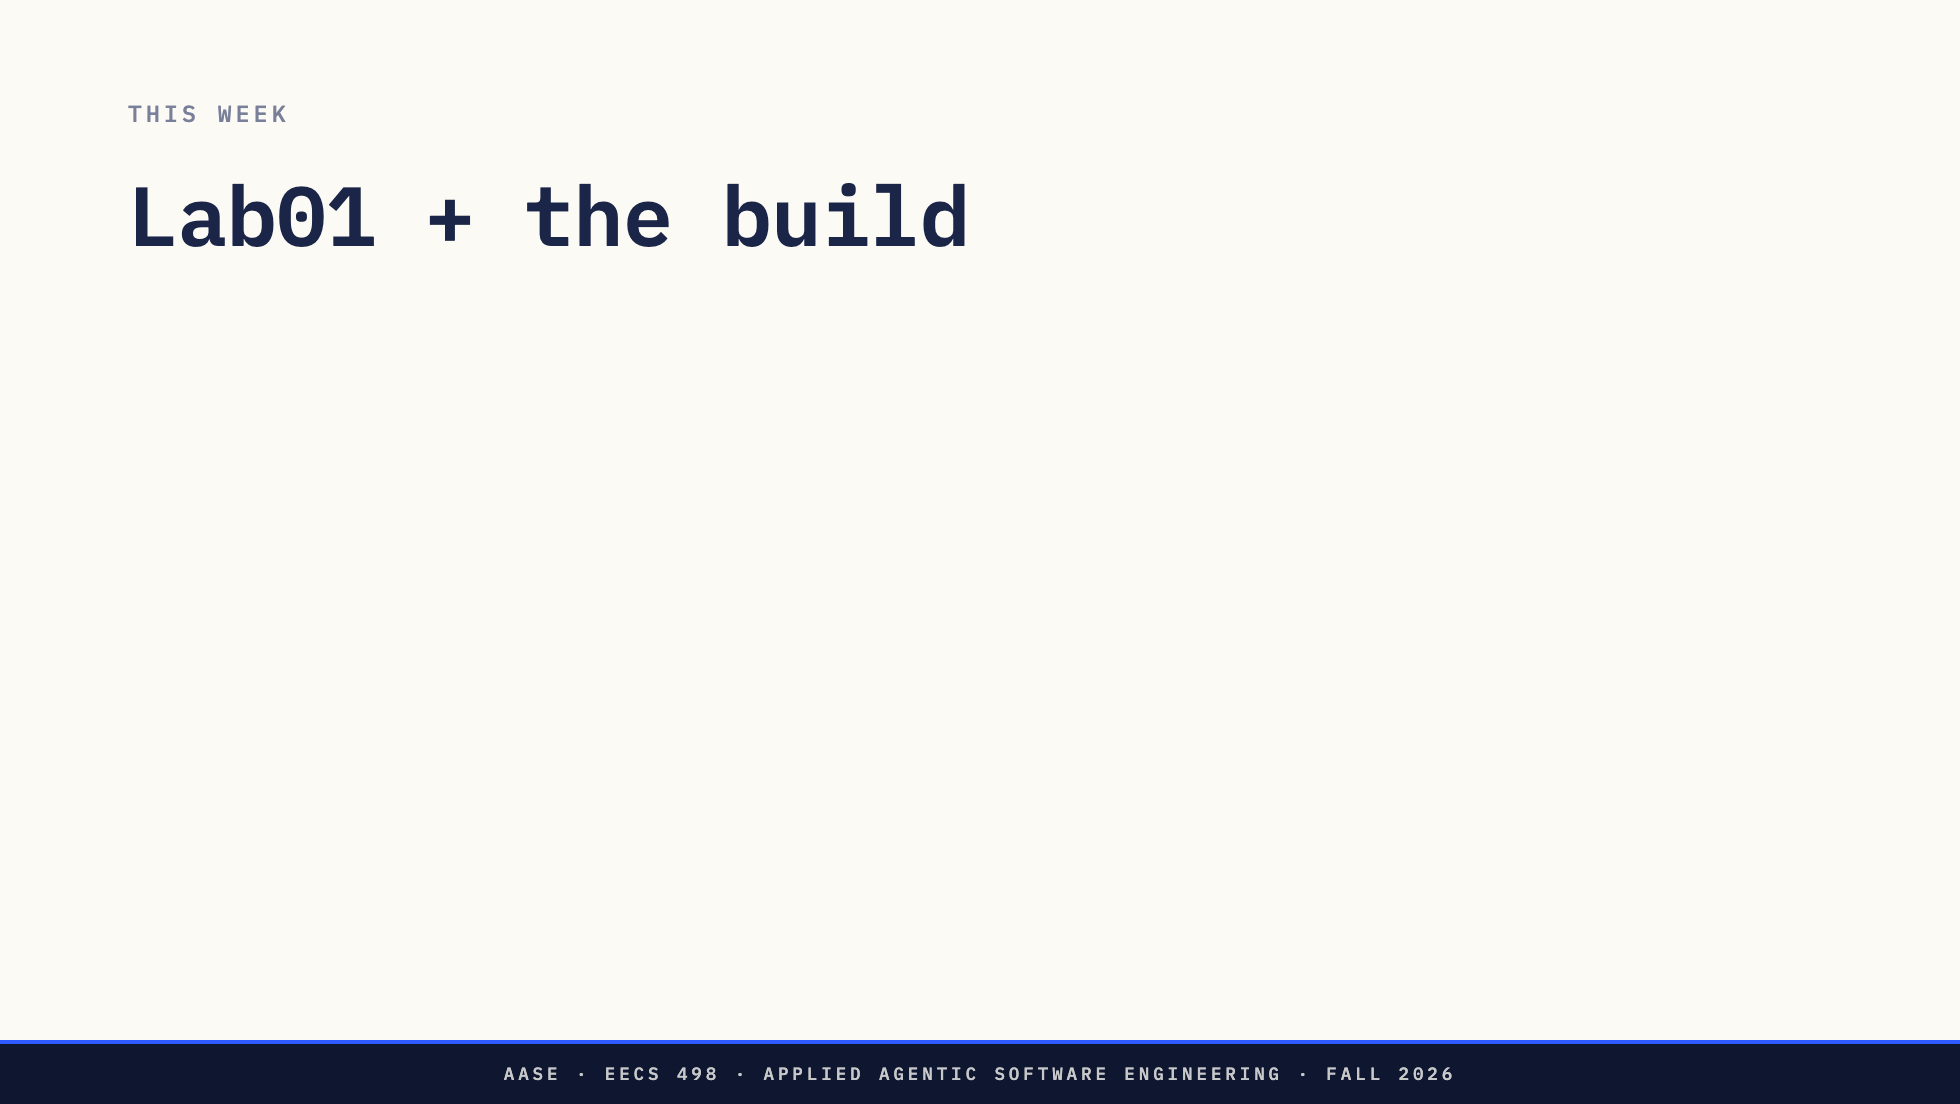 THIS WEEK
Lab01 + the build
AASE · EECS 498 · APPLIED AGENTIC SOFTWARE ENGINEERING · FALL 2026